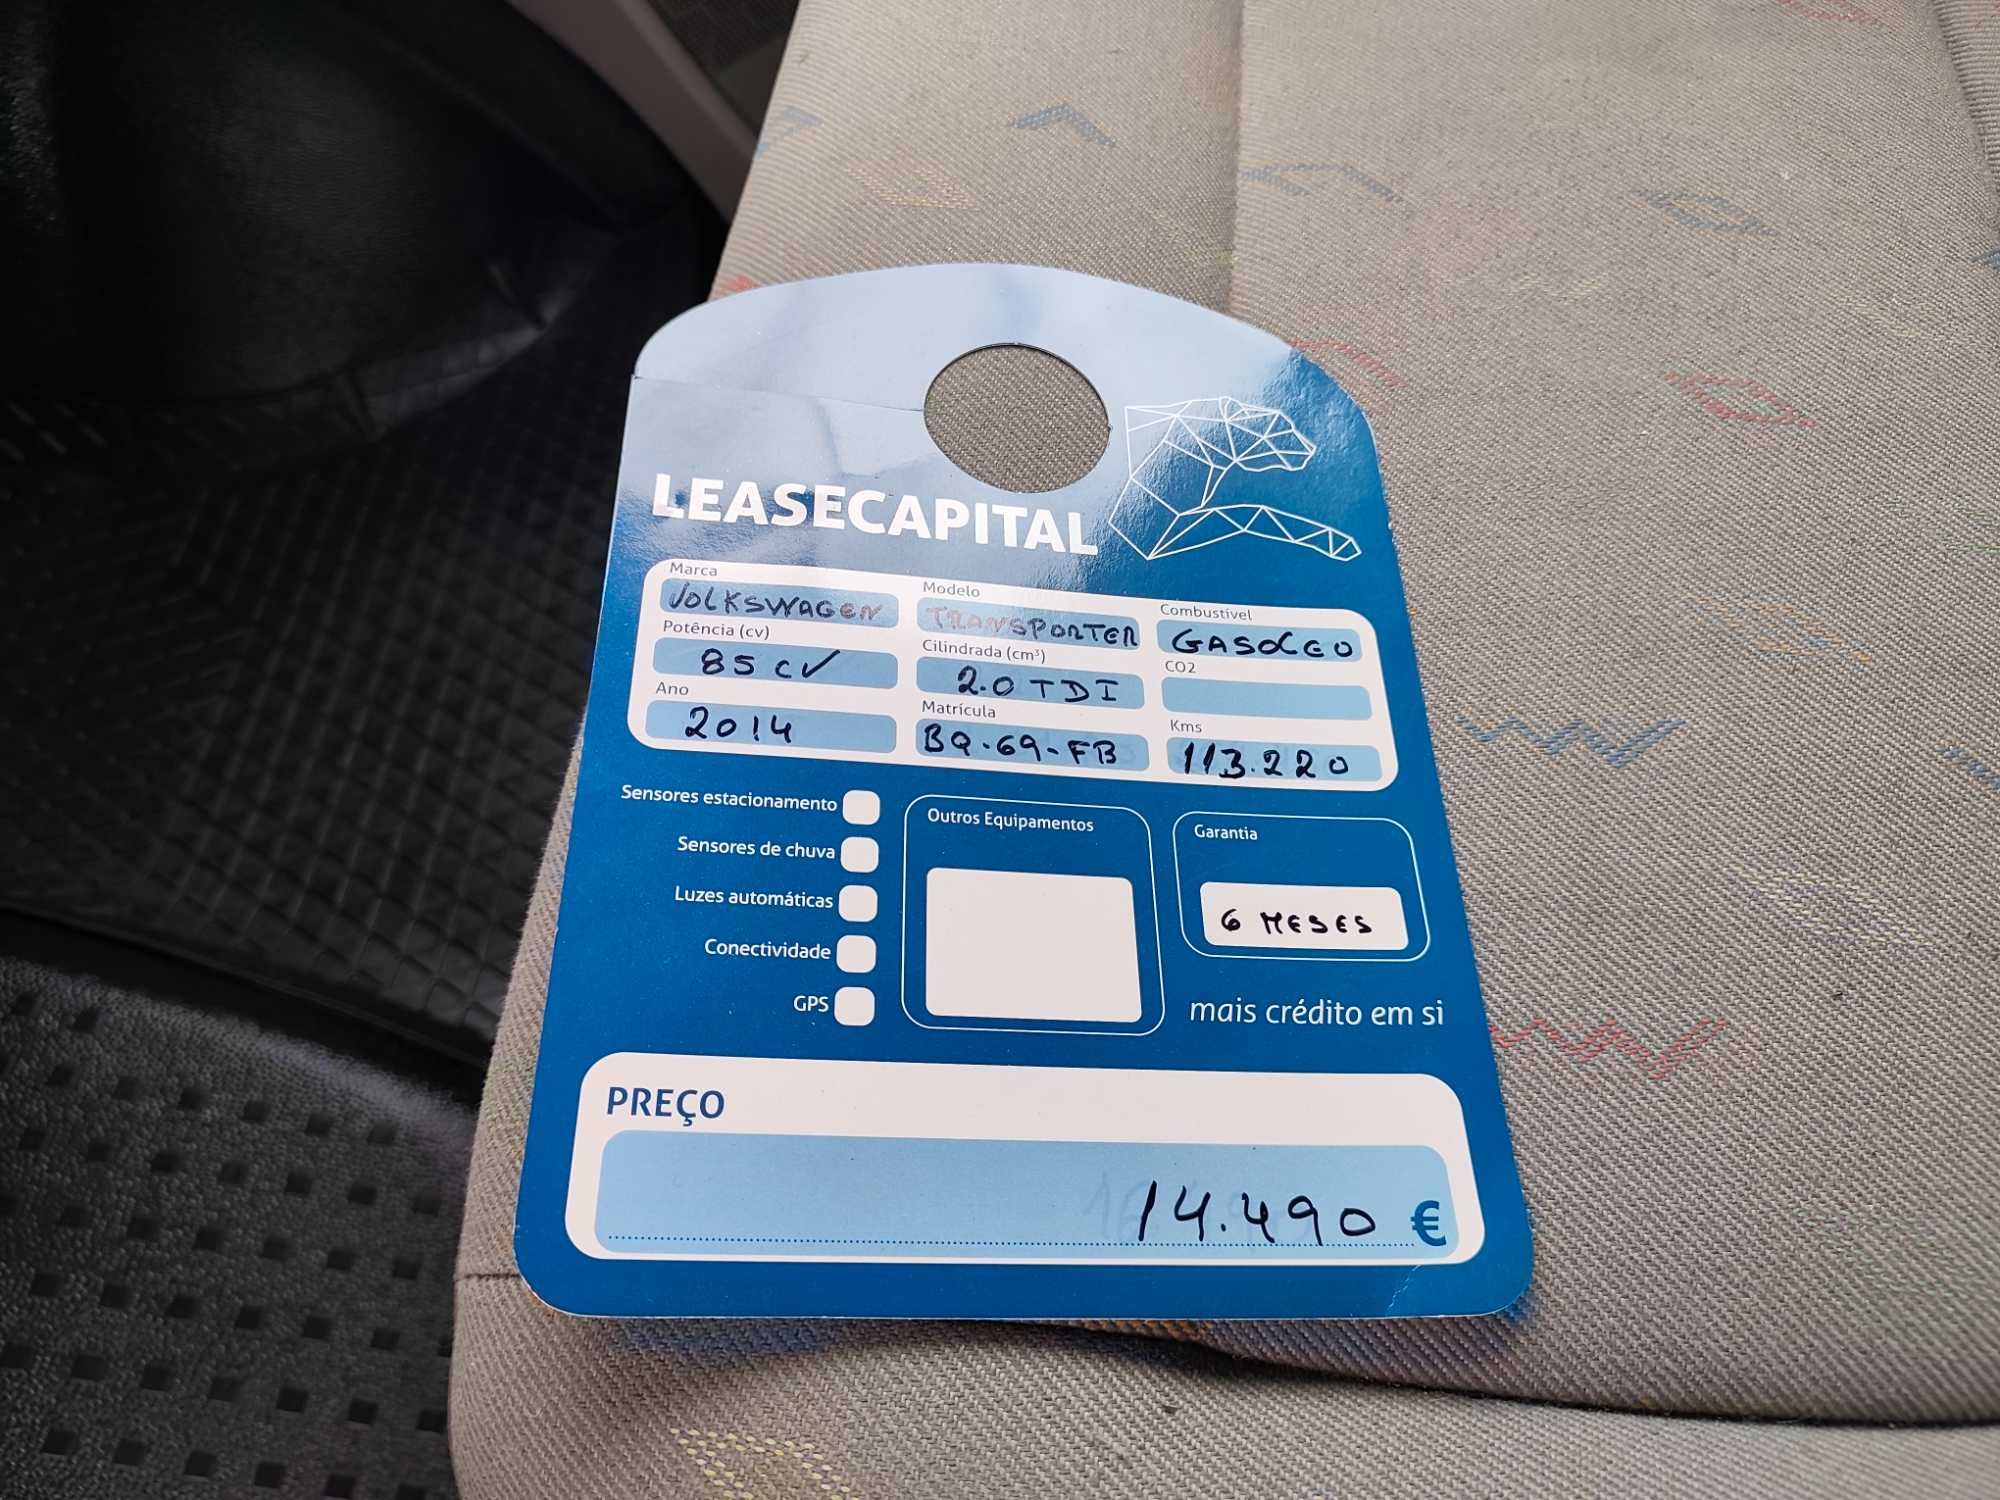 LEASECAPITAL
Marca Modelo Combustível
VOLKSWAGEN TRANSPORTER GASOLEO
Potência (cv) Cilindrada (cm³) CO2
85 CV 2.0 TDI
Ano Matrícula Kms
2014 BQ-69-FB 113.220
Sensores estacionamento
Sensores de chuva
Luzes automáticas
Conectividade
GPS
Outros Equipamentos
Garantia
6 MESES
mais crédito em si
PREÇO
14.490 €